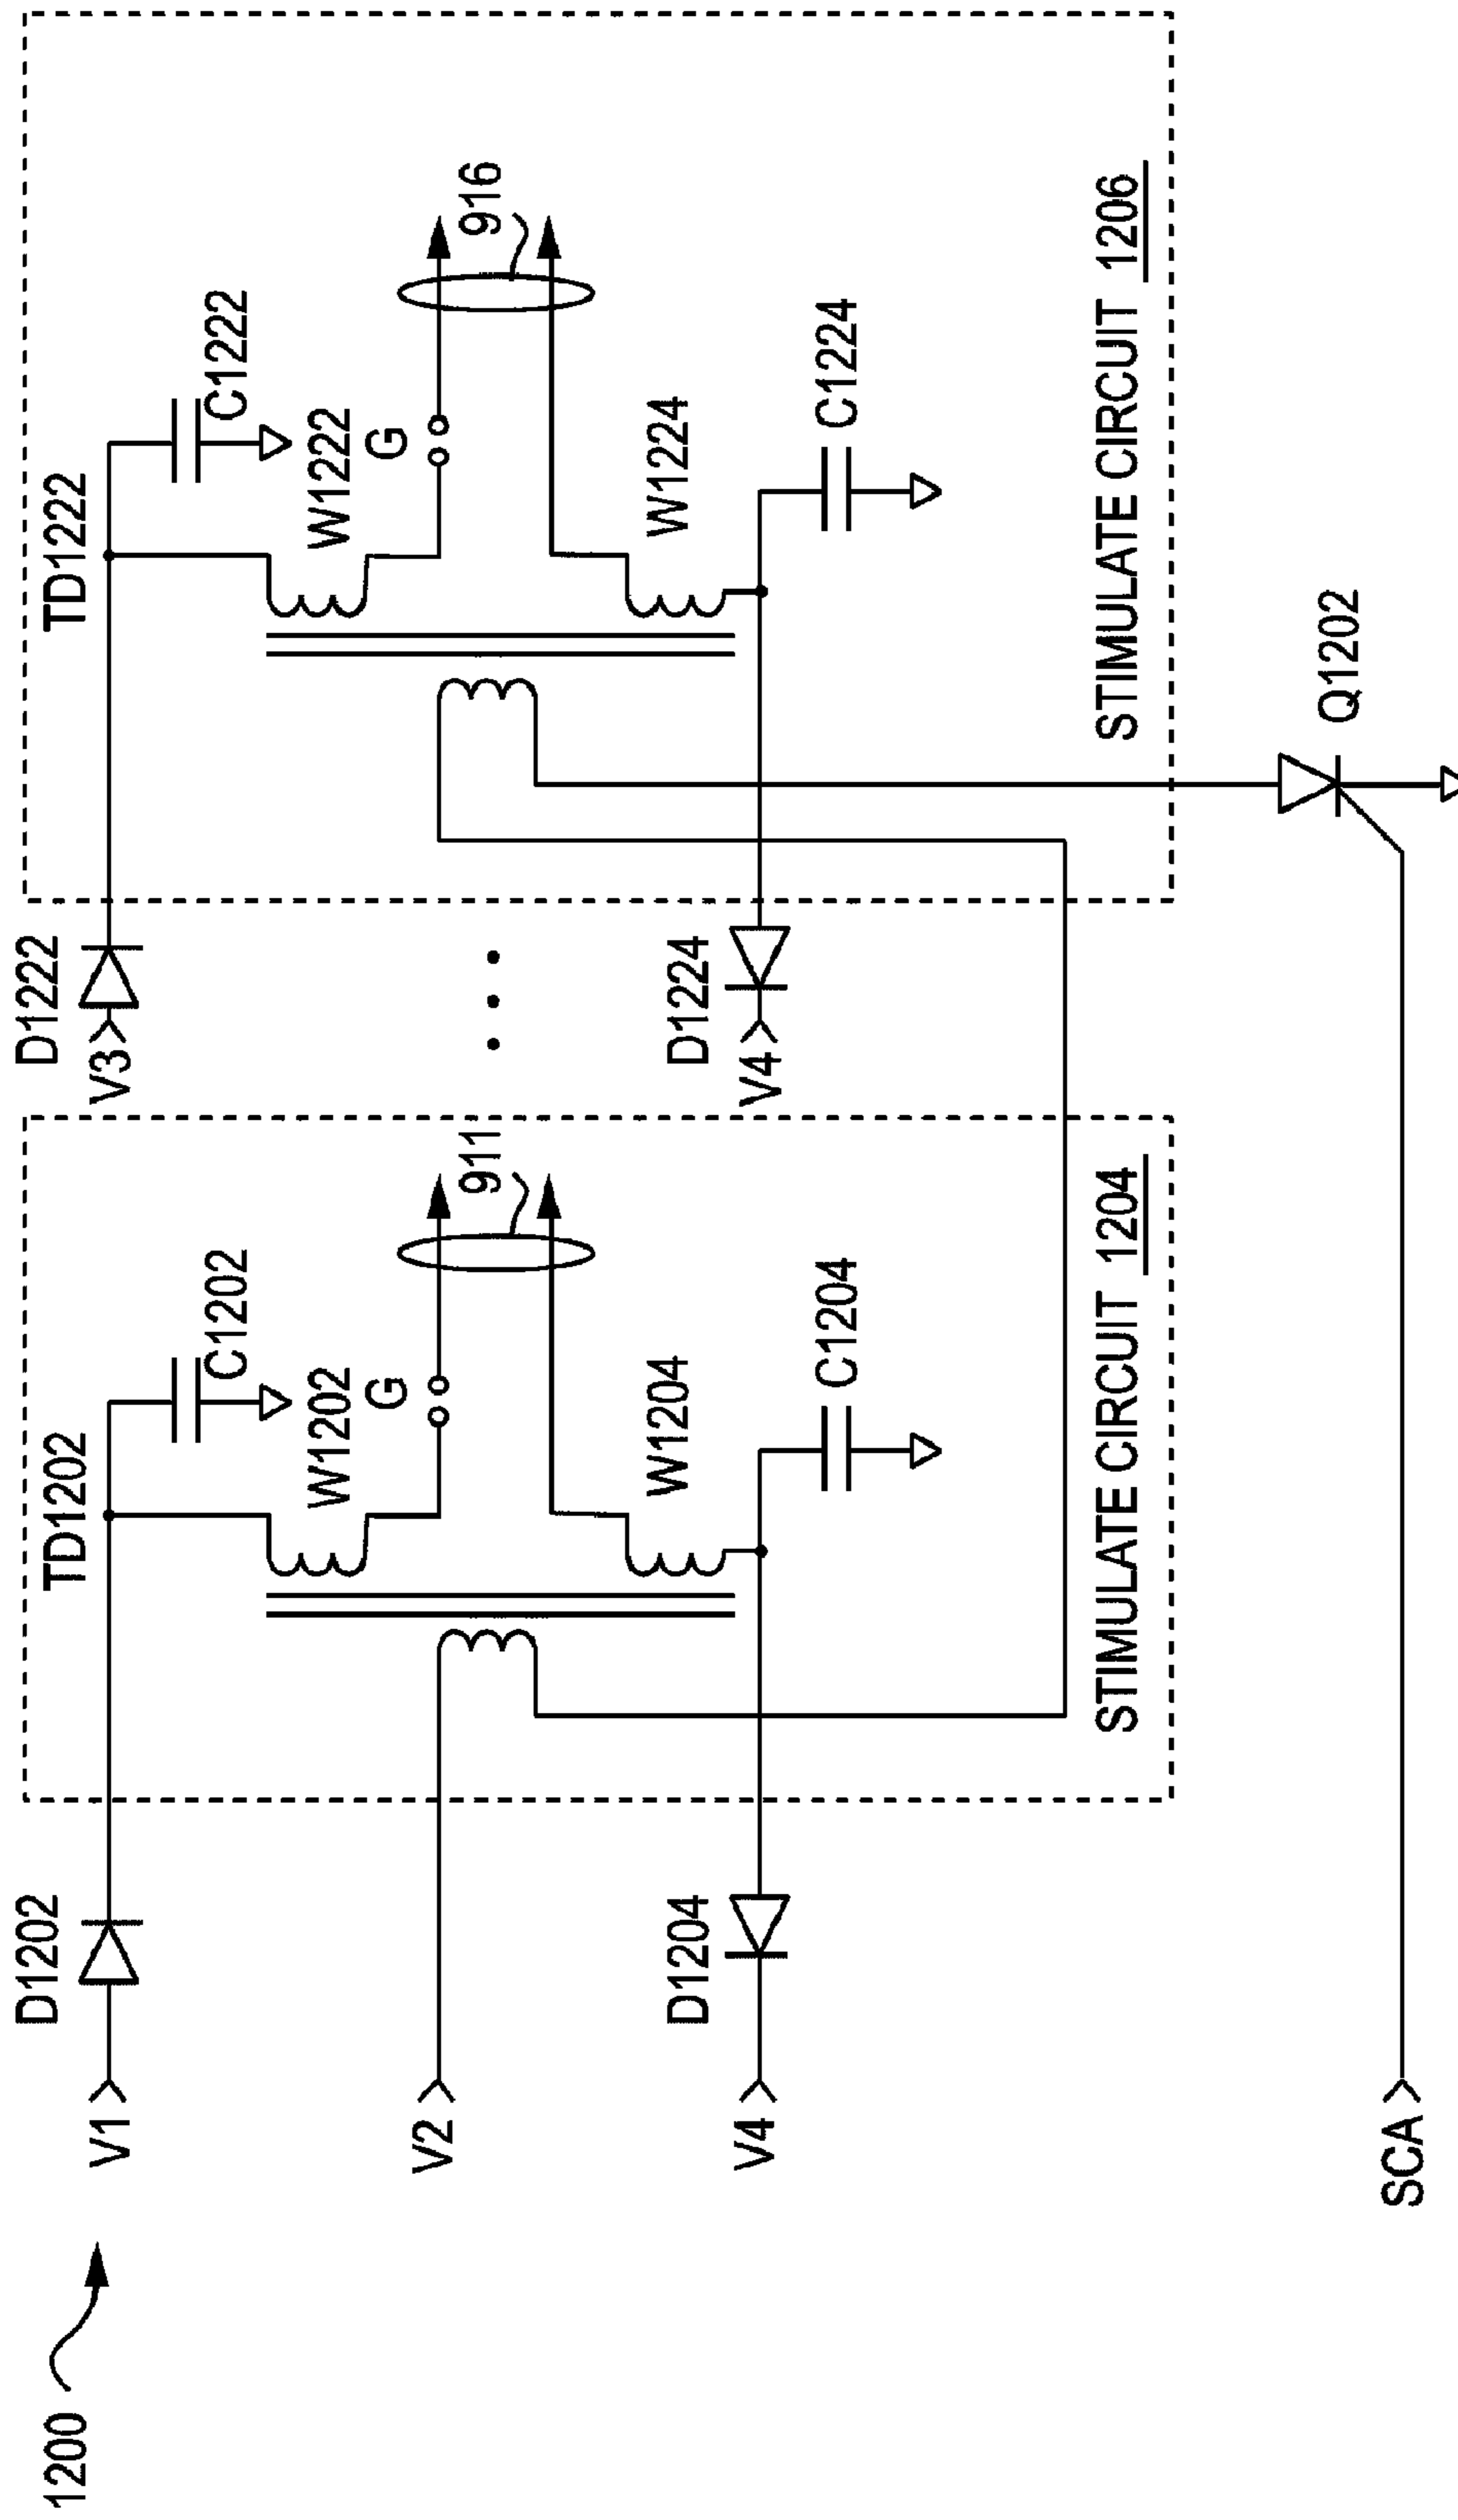 1200
V1
D1202
TD1202
C1202
W1202
G
911
V2
W1204
V4
D1204
C1204
STIMULATE CIRCUIT 1204
V3
D1222
TD1222
C1222
W1222
G
916
W1224
V4
D1224
C1224
STIMULATE CIRCUIT 1206
Q1202
SCA